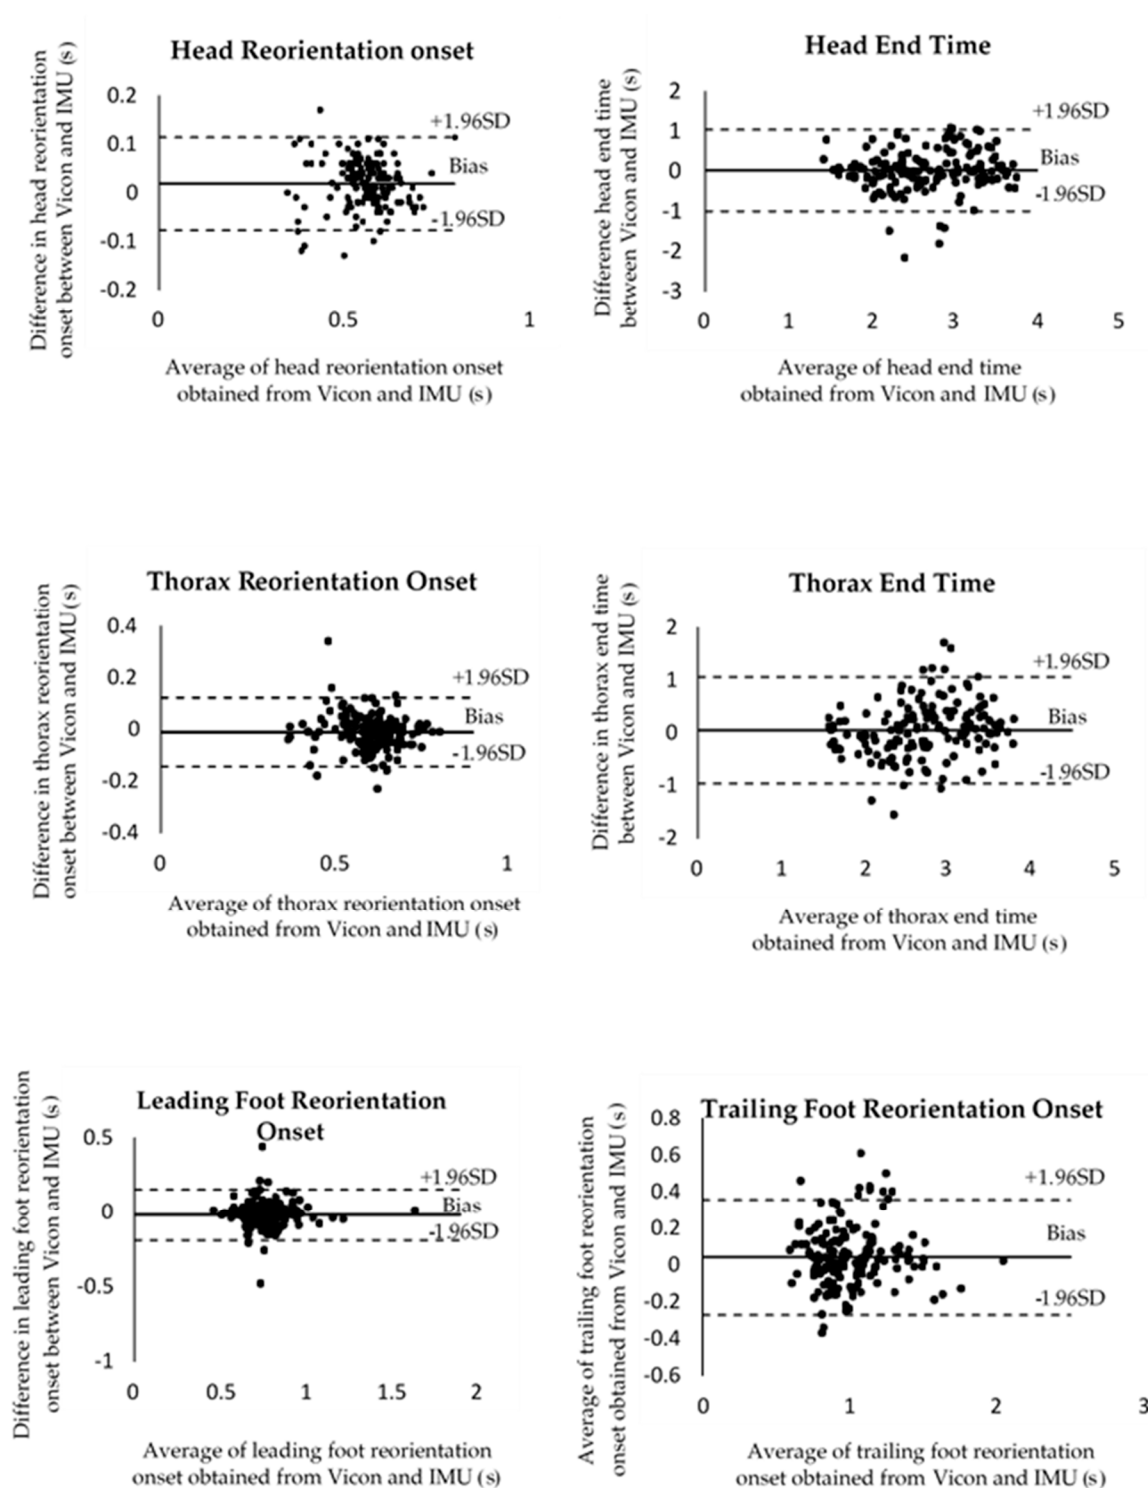 Head Reorientation onset
Difference in head reorientation
onset between Vicon and IMU (s)
0.2
0.1
0
-0.1
-0.2
+1.96SD
Bias
-1.96SD
0
0.5
1
Average of head reorientation onset
obtained from Vicon and IMU (s)
Head End Time
Difference head end time
between Vicon and IMU (s)
2
1
0
-1
-2
-3
+1.96SD
Bias
-1.96SD
0
1
2
3
4
5
Average of head end time
obtained from Vicon and IMU (s)
Thorax Reorientation Onset
Difference in thorax reorientation
onset between Vicon and IMU(s)
0.4
0.2
0
-0.2
-0.4
+1.96SD
Bias
-1.96SD
0
0.5
1
Average of thorax reorientation onset
obtained from Vicon and IMU (s)
Thorax End Time
Difference in thorax end time
between Vicon and IMU (s)
2
1
0
-1
-2
+1.96SD
Bias
-1.96SD
0
1
2
3
4
5
Average of thorax end time
obtained from Vicon and IMU (s)
Leading Foot Reorientation
Onset
Difference in leading foot reorientation
onset between Vicon and IMU (s)
0.5
0
-0.5
-1
+1.96SD
Bias
-1.96SD
0
0.5
1
1.5
2
Average of leading foot reorientation
onset obtained from Vicon and IMU (s)
Trailing Foot Reorientation Onset
Average of trailing foot reorientation
onset obtained from Vicon and IMU (s)
0.8
0.6
0.4
0.2
0
-0.2
-0.4
-0.6
+1.96SD
Bias
-1.96SD
0
1
2
3
Average of trailing foot reorientation
onset obtained from Vicon and IMU (s)